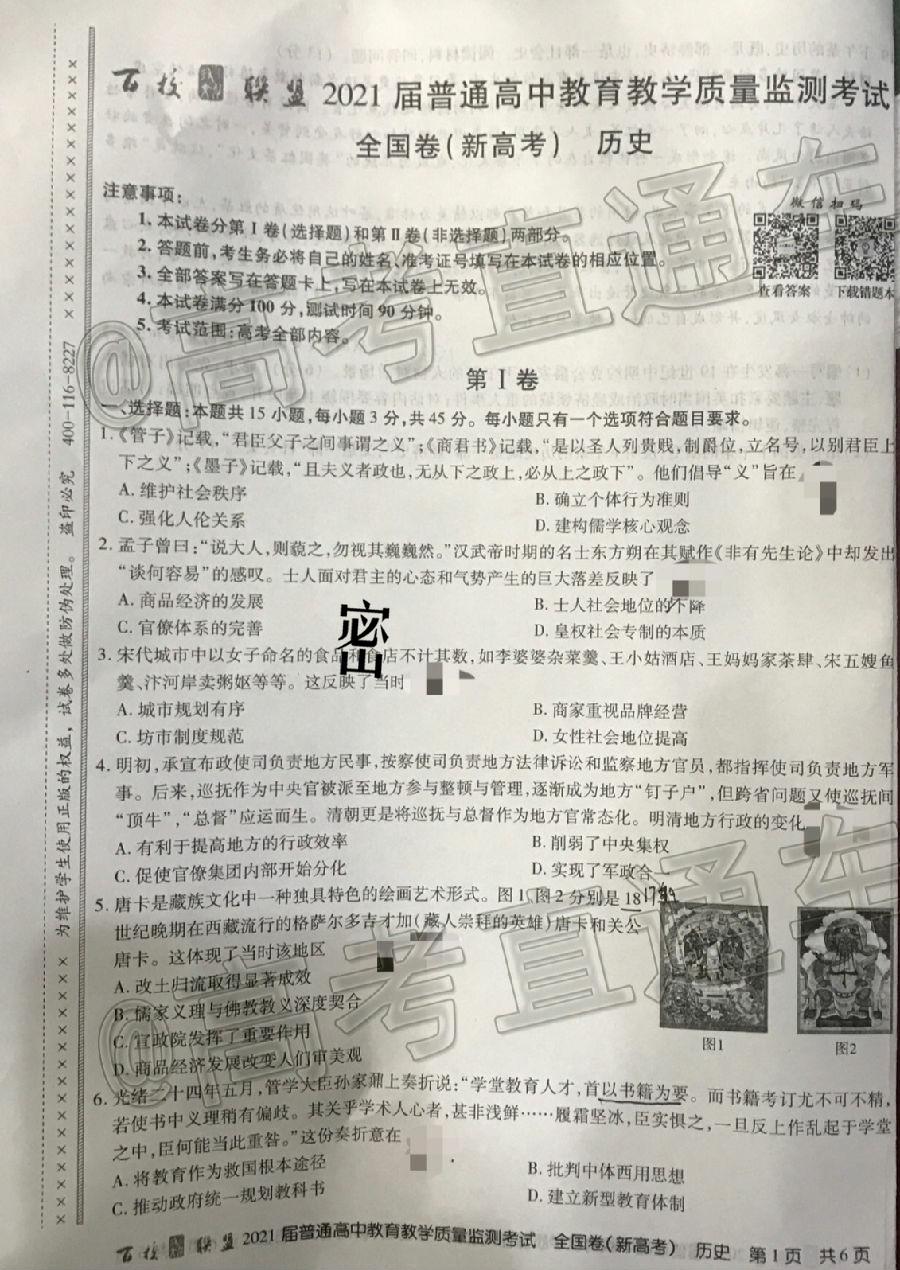 百校联盟 2021届普通高中教育教学质量监测考试
全国卷(新高考) 历史
注意事项:
1. 本试卷分第Ⅰ卷(选择题)和第Ⅱ卷(非选择题)两部分。
2. 答题前,考生务必将自己的姓名、准考证号填写在本试卷的相应位置。
3. 全部答案写在答题卡上,写在本试卷上无效。
4. 本试卷满分100分,测试时间90分钟。
5. 考试范围:高考全部内容。
微信扫码
查看答案 下载错题本
第Ⅰ卷
一、选择题:本题共15小题,每小题3分,共45分。每小题只有一个选项符合题目要求。
1.《管子》记载,“君臣父子之间事谓之义”;《商君书》记载,“是以圣人列贵贱,制爵位,立名号,以别君臣上
下之义”;《墨子》记载,“且夫义者政也,无从下之政上,必从上之政下”。他们倡导“义”旨在
A. 维护社会秩序 B. 确立个体行为准则
C. 强化人伦关系 D. 建构儒学核心观念
2. 孟子曾曰:“说大人,则藐之,勿视其巍巍然。”汉武帝时期的名士东方朔在其赋作《非有先生论》中却发出
“谈何容易”的感叹。士人面对君主的心态和气势产生的巨大落差反映了
A. 商品经济的发展 B. 士人社会地位的下降
C. 官僚体系的完善 D. 皇权社会专制的本质
密
3. 宋代城市中以女子命名的食品和食店不计其数,如李婆婆杂菜羹、王小姑酒店、王妈妈家茶肆、宋五嫂鱼
羹、汴河岸卖粥妪等等。这反映了当时
A. 城市规划有序 B. 商家重视品牌经营
C. 坊市制度规范 D. 女性社会地位提高
4. 明初,承宣布政使司负责地方民事,按察使司负责地方法律诉讼和监察地方官员,都指挥使司负责地方军
事。后来,巡抚作为中央官被派至地方参与整顿与管理,逐渐成为地方“钉子户”,但跨省问题又使巡抚间
“顶牛”,“总督”应运而生。清朝更是将巡抚与总督作为地方官常态化。明清地方行政的变化
A. 有利于提高地方的行政效率 B. 削弱了中央集权
C. 促使官僚集团内部开始分化 D. 实现了军政合一
5. 唐卡是藏族文化中一种独具特色的绘画艺术形式。图1、图2分别是18
世纪晚期在西藏流行的格萨尔多吉才加(藏人崇拜的英雄)唐卡和关公
唐卡。这体现了当时该地区
A. 改土归流取得显著成效
B. 儒家义理与佛教教义深度契合
C. 宣政院发挥了重要作用
D. 商品经济发展改变人们审美观
图1 图2
6. 光绪二十四年五月,管学大臣孙家鼐上奏折说:“学堂教育人才,首以书籍为要。而书籍考订尤不可不精,
若使书中义理稍有偏歧。其关乎学术人心者,甚非浅鲜……履霜坚冰,臣实惧之,一旦反上作乱起于学堂
之中,臣何能当此重咎。”这份奏折意在
A. 将教育作为救国根本途径 B. 批判中体西用思想
C. 推动政府统一规划教科书 D. 建立新型教育体制
百校联盟 2021届普通高中教育教学质量监测考试 全国卷(新高考) 历史 第1页 共6页
为维护学生使用正版的权益,试卷多处做防伪处理。 盗印必究 400-116-8227
@高考直通车
@高考直通车